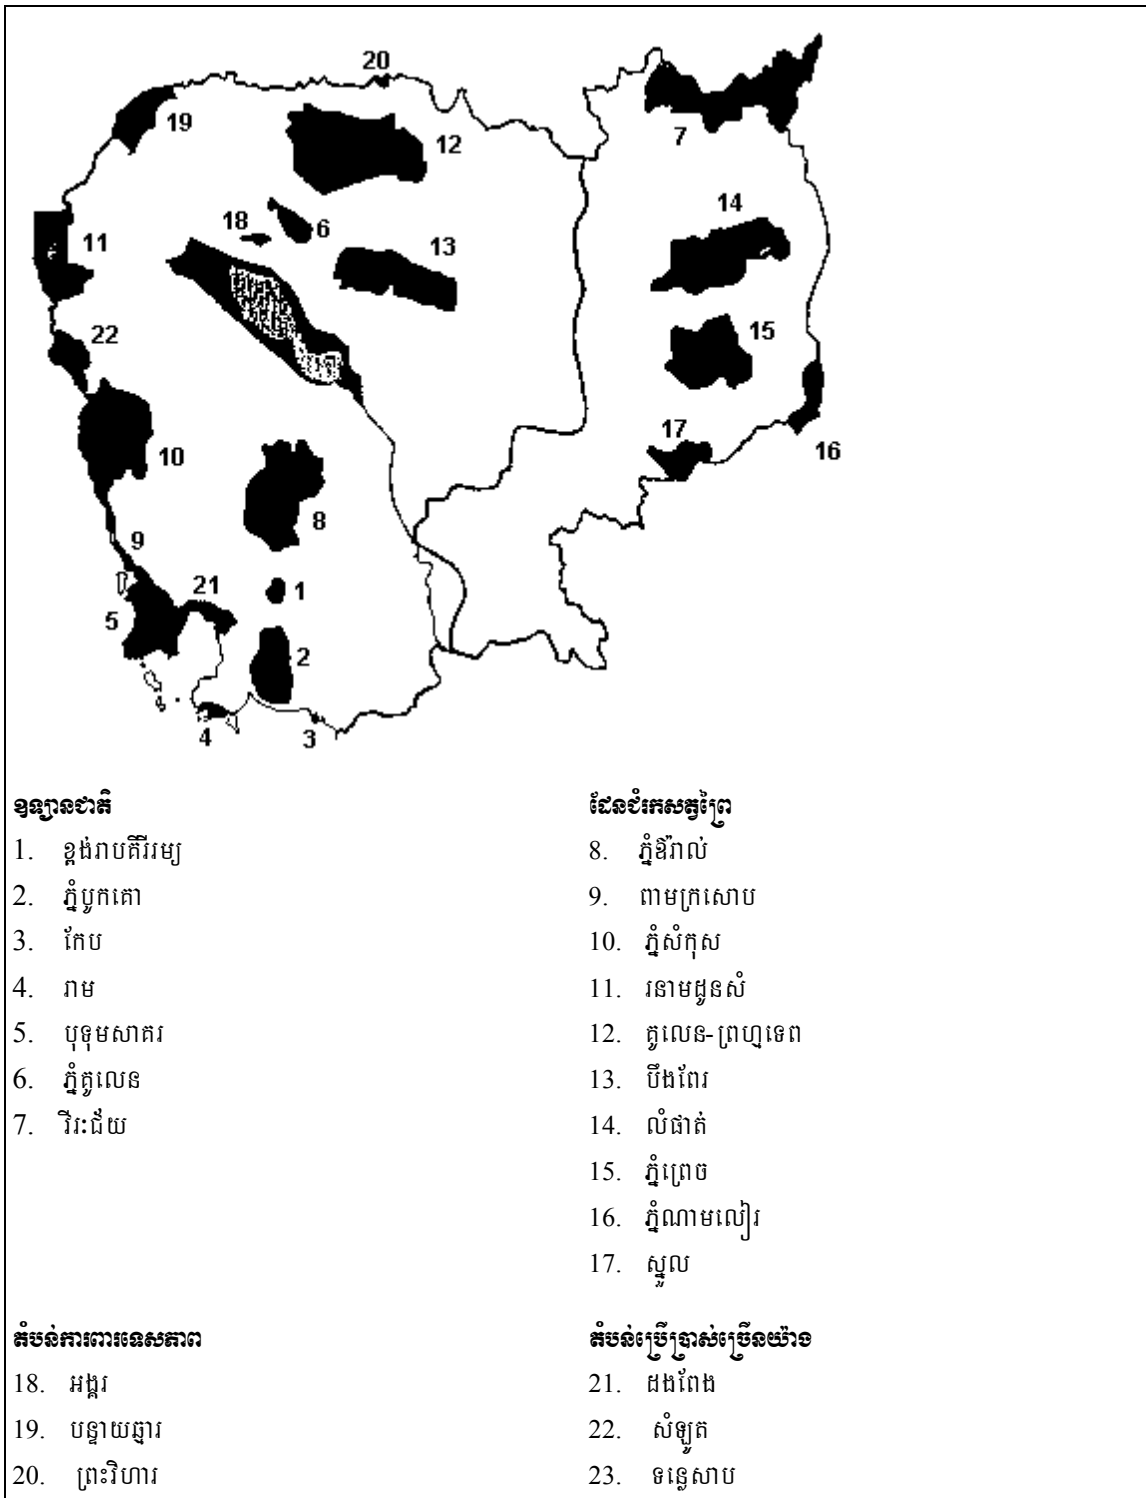 20
19
12
7
18
6
14
11
13
22
15
10
17
16
8
9
21
1
5
2
4
3
ឧទ្យានជាតិ
1. ខ្ពង់រាបគិរីរម្យ
2. ភ្នំបូកគោ
3. កែប
4. រាម
5. បុទុមសាគរ
6. ភ្នំគូលេន
7. វីរៈជ័យ
ដែនជំរកសត្វព្រៃ
8. ភ្នំឪរ៉ាល់
9. ពាមក្រសោប
10. ភ្នំសំកុស
11. រនាមដូនសំ
12. គូលេន-ព្រហ្មទេព
13. បឹងពែរ
14. លំផាត់
15. ភ្នំព្រេច
16. ភ្នំណាមលៀរ
17. ស្នួល
តំបន់ការពារទេសភាព
18. អង្គរ
19. បន្ទាយឆ្មារ
20. ព្រះវិហារ
តំបន់ប្រើប្រាស់ច្រើនយ៉ាង
21. ដងពែង
22. សំឡូត
23. ទន្លេសាប